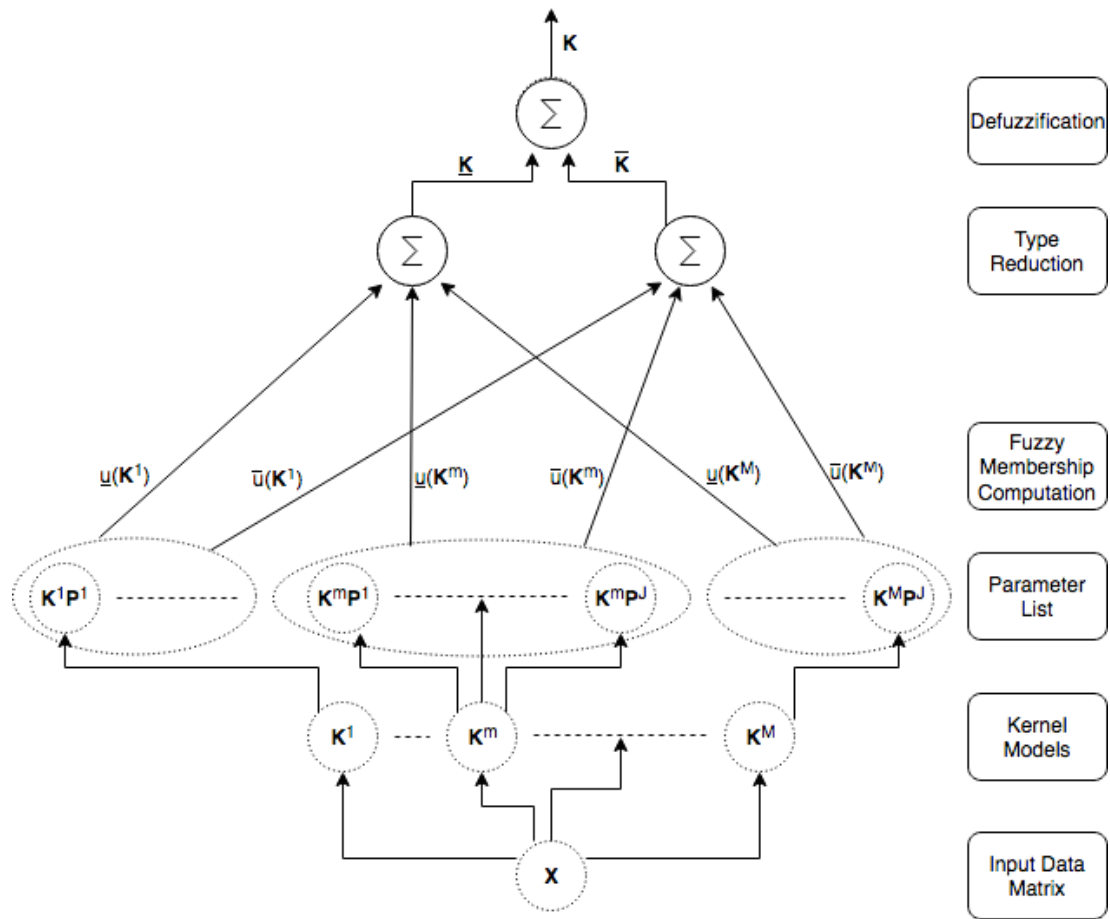 K
∑
Defuzzification
K̲ K̅
∑ ∑
Type
Reduction
u̲(K¹) u̅(K¹) u̲(Kᵐ) u̅(Kᵐ) u̲(Kᴹ) u̅(Kᴹ)
Fuzzy
Membership
Computation
K¹P¹ KᵐP¹ KᵐPᴶ KᴹPᴶ
Parameter
List
K¹ Kᵐ Kᴹ
Kernel
Models
X
Input Data
Matrix